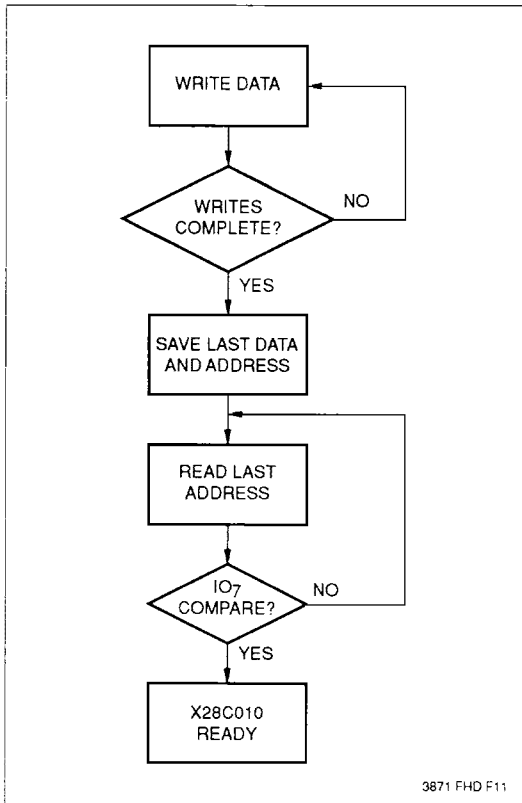 WRITE DATA
WRITES
COMPLETE?
NO
YES
SAVE LAST DATA
AND ADDRESS
READ LAST
ADDRESS
IO7
COMPARE?
NO
YES
X28C010
READY
3871 FHD F11